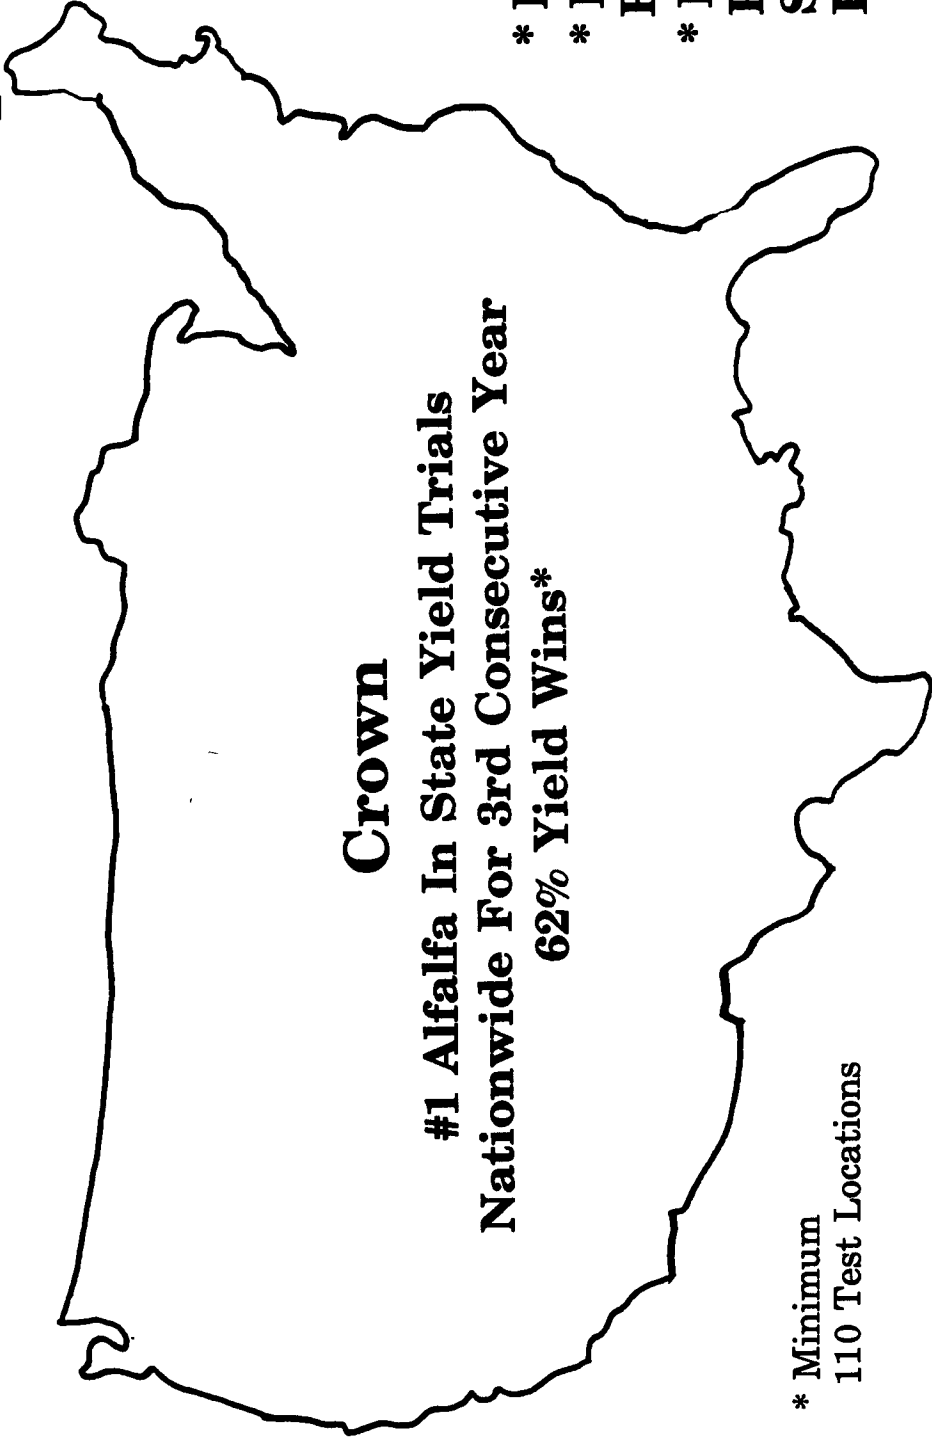 Crown
#1 Alfalfa In State Yield Trials
Nationwide For 3rd Consecutive Year
62% Yield Wins*
* Minimum
110 Test Locations